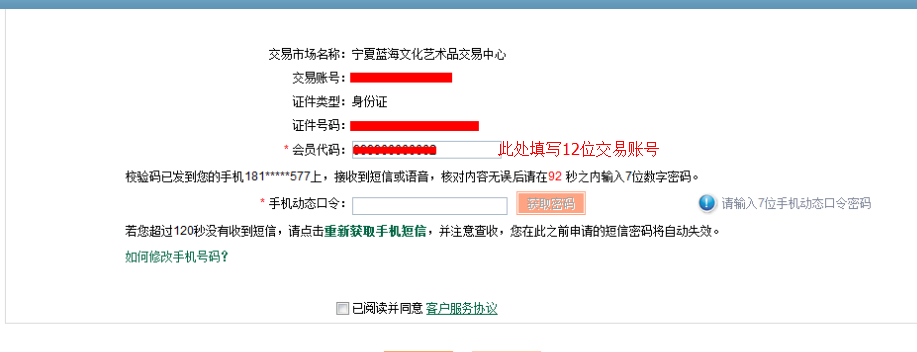 交易市场名称：宁夏蓝海文化艺术品交易中心
交易账号：
证件类型：身份证
证件号码：
* 会员代码： 此处填写12位交易账号
校验码已发到您的手机181*****577上，接收到短信或语音，核对内容无误后请在92 秒之内输入7位数字密码。
* 手机动态口令： 获取密码 请输入7位手机动态口令密码
若您超过120秒没有收到短信，请点击重新获取手机短信，并注意查收，您在此之前申请的短信密码将自动失效。
如何修改手机号码?
已阅读并同意 客户服务协议